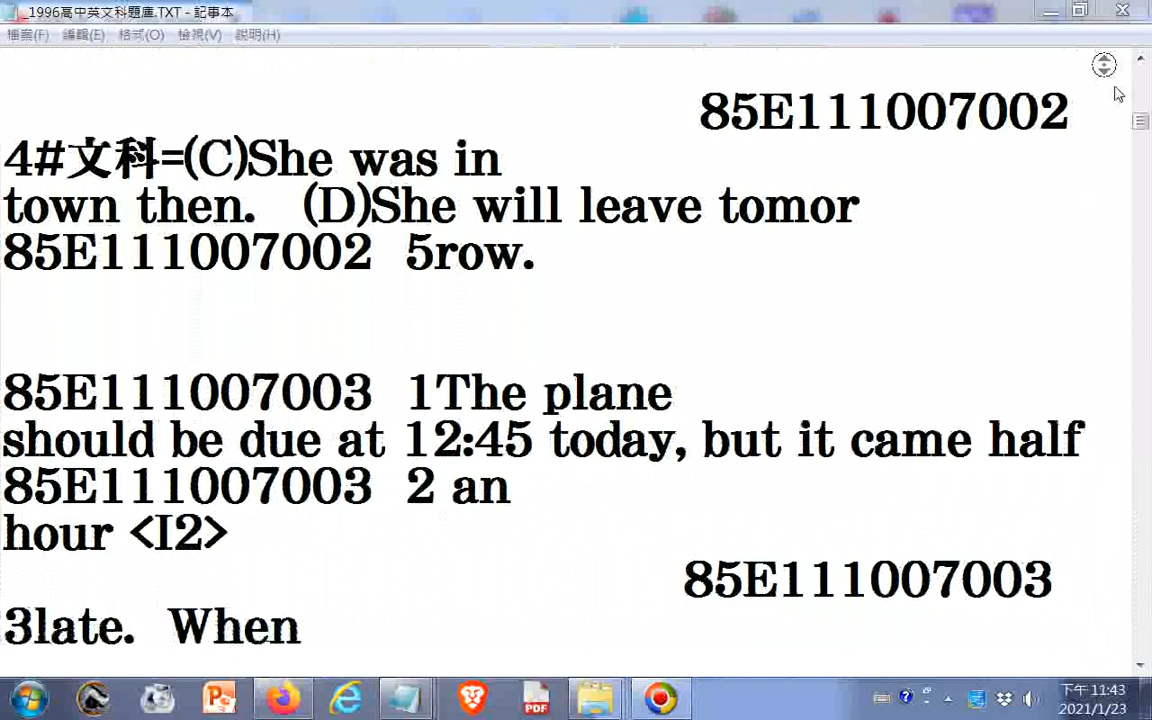 _1996高中英文科題庫.TXT - 記事本
檔案(F) 編輯(E) 格式(O) 檢視(V) 說明(H)
85E111007002
4#文科=(C)She was in
town then. (D)She will leave tomor
85E111007002 5row.
85E111007003 1The plane
should be due at 12:45 today, but it came half
85E111007003 2 an
hour <I2>
85E111007003
3late. When
PDF
下午 11:43
2021/1/23